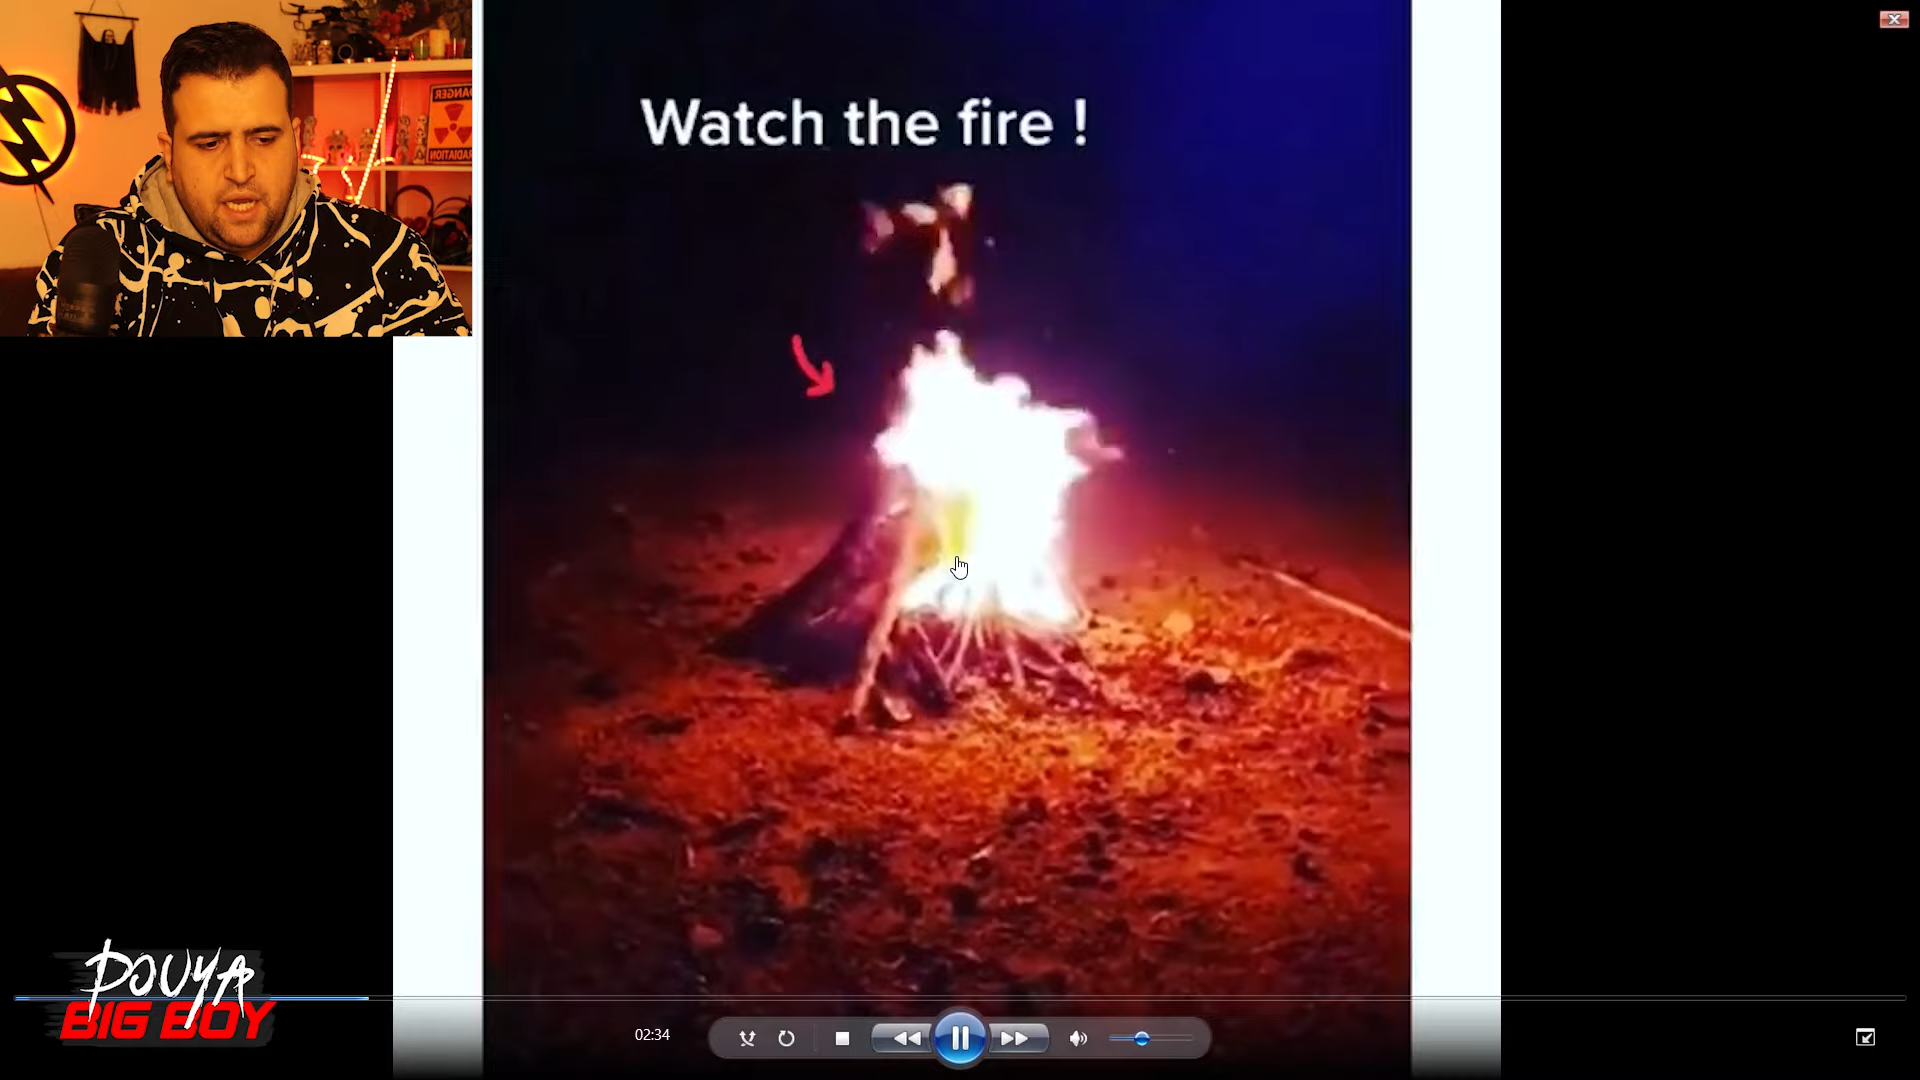 DANGER
RADIATION
Watch the fire !
POUYA
BIG BOY
02:34